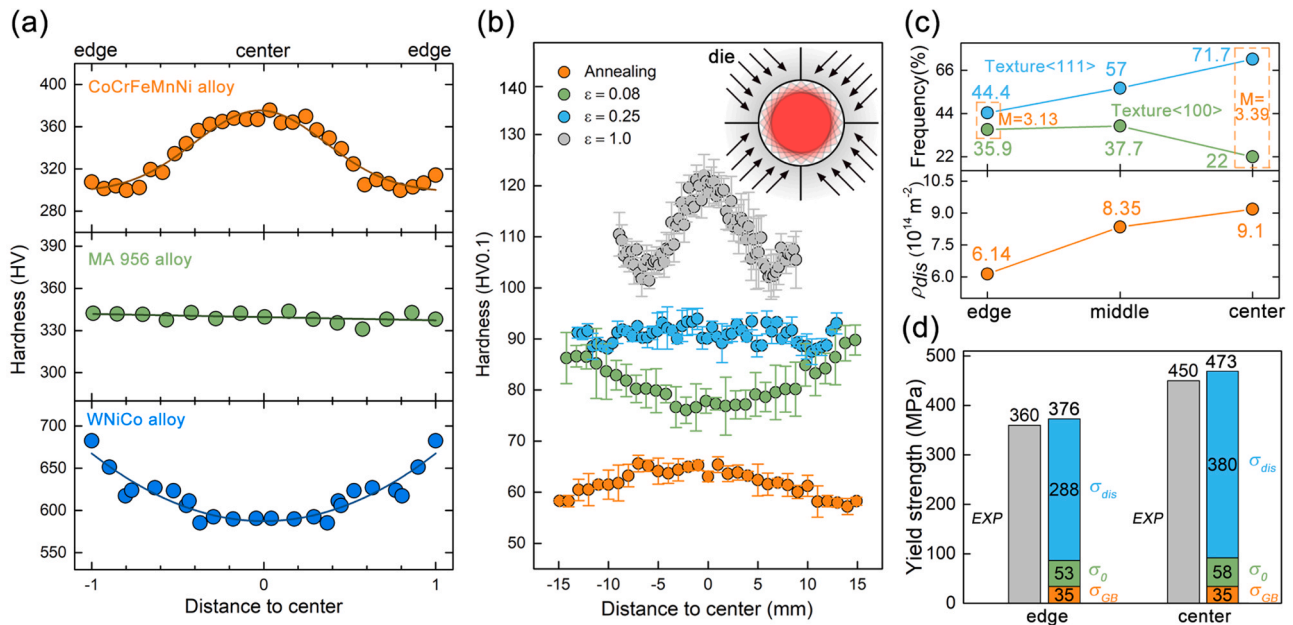 (a)
edge center edge
400
360
320
280
CoCrFeMnNi alloy
390
360
330
300
MA 956 alloy
700
650
600
550
WNiCo alloy
Hardness (HV)
-1 0 1
Distance to center
(b)
140
135
130
120
110
100
90
80
70
60
50
Hardness (HV0.1)
Annealing
ε = 0.08
ε = 0.25
ε = 1.0
die
-15 -10 -5 0 5 10 15
Distance to center (mm)
(c)
66
44
22
Frequency(%)
Texture<111>
44.4 57 71.7
M=3.13
M=
3.39
Texture<100>
35.9 37.7 22
10.5
9.0
7.5
6.0
ρdis (10¹⁴ m⁻²)
6.14 8.35 9.1
edge middle center
(d)
500
400
300
200
100
0
Yield strength (MPa)
360 376
288
53
35
EXP
σdis
σ0
σGB
450 473
380
58
35
EXP
σdis
σ0
σGB
edge center